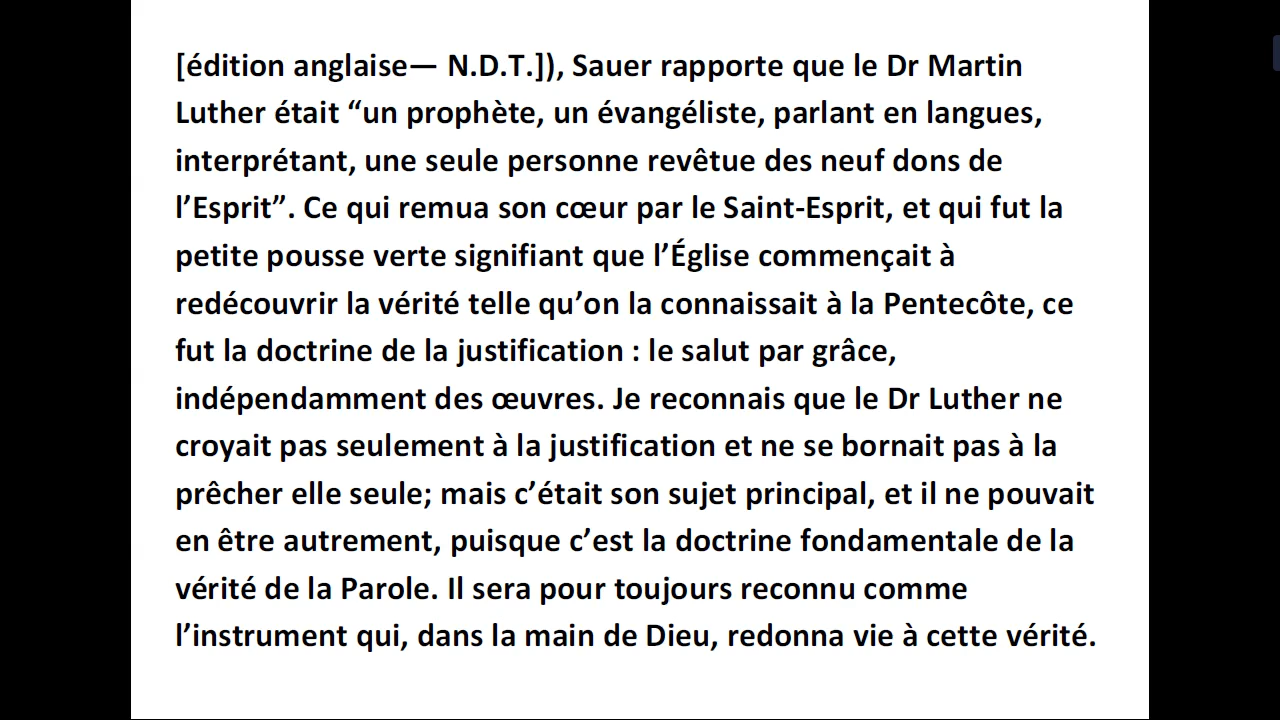 [édition anglaise— N.D.T.]), Sauer rapporte que le Dr Martin
Luther était “un prophète, un évangéliste, parlant en langues,
interprétant, une seule personne revêtue des neuf dons de
l’Esprit”. Ce qui remua son cœur par le Saint-Esprit, et qui fut la
petite pousse verte signifiant que l’Église commençait à
redécouvrir la vérité telle qu’on la connaissait à la Pentecôte, ce
fut la doctrine de la justification : le salut par grâce,
indépendamment des œuvres. Je reconnais que le Dr Luther ne
croyait pas seulement à la justification et ne se bornait pas à la
prêcher elle seule; mais c’était son sujet principal, et il ne pouvait
en être autrement, puisque c’est la doctrine fondamentale de la
vérité de la Parole. Il sera pour toujours reconnu comme
l’instrument qui, dans la main de Dieu, redonna vie à cette vérité.